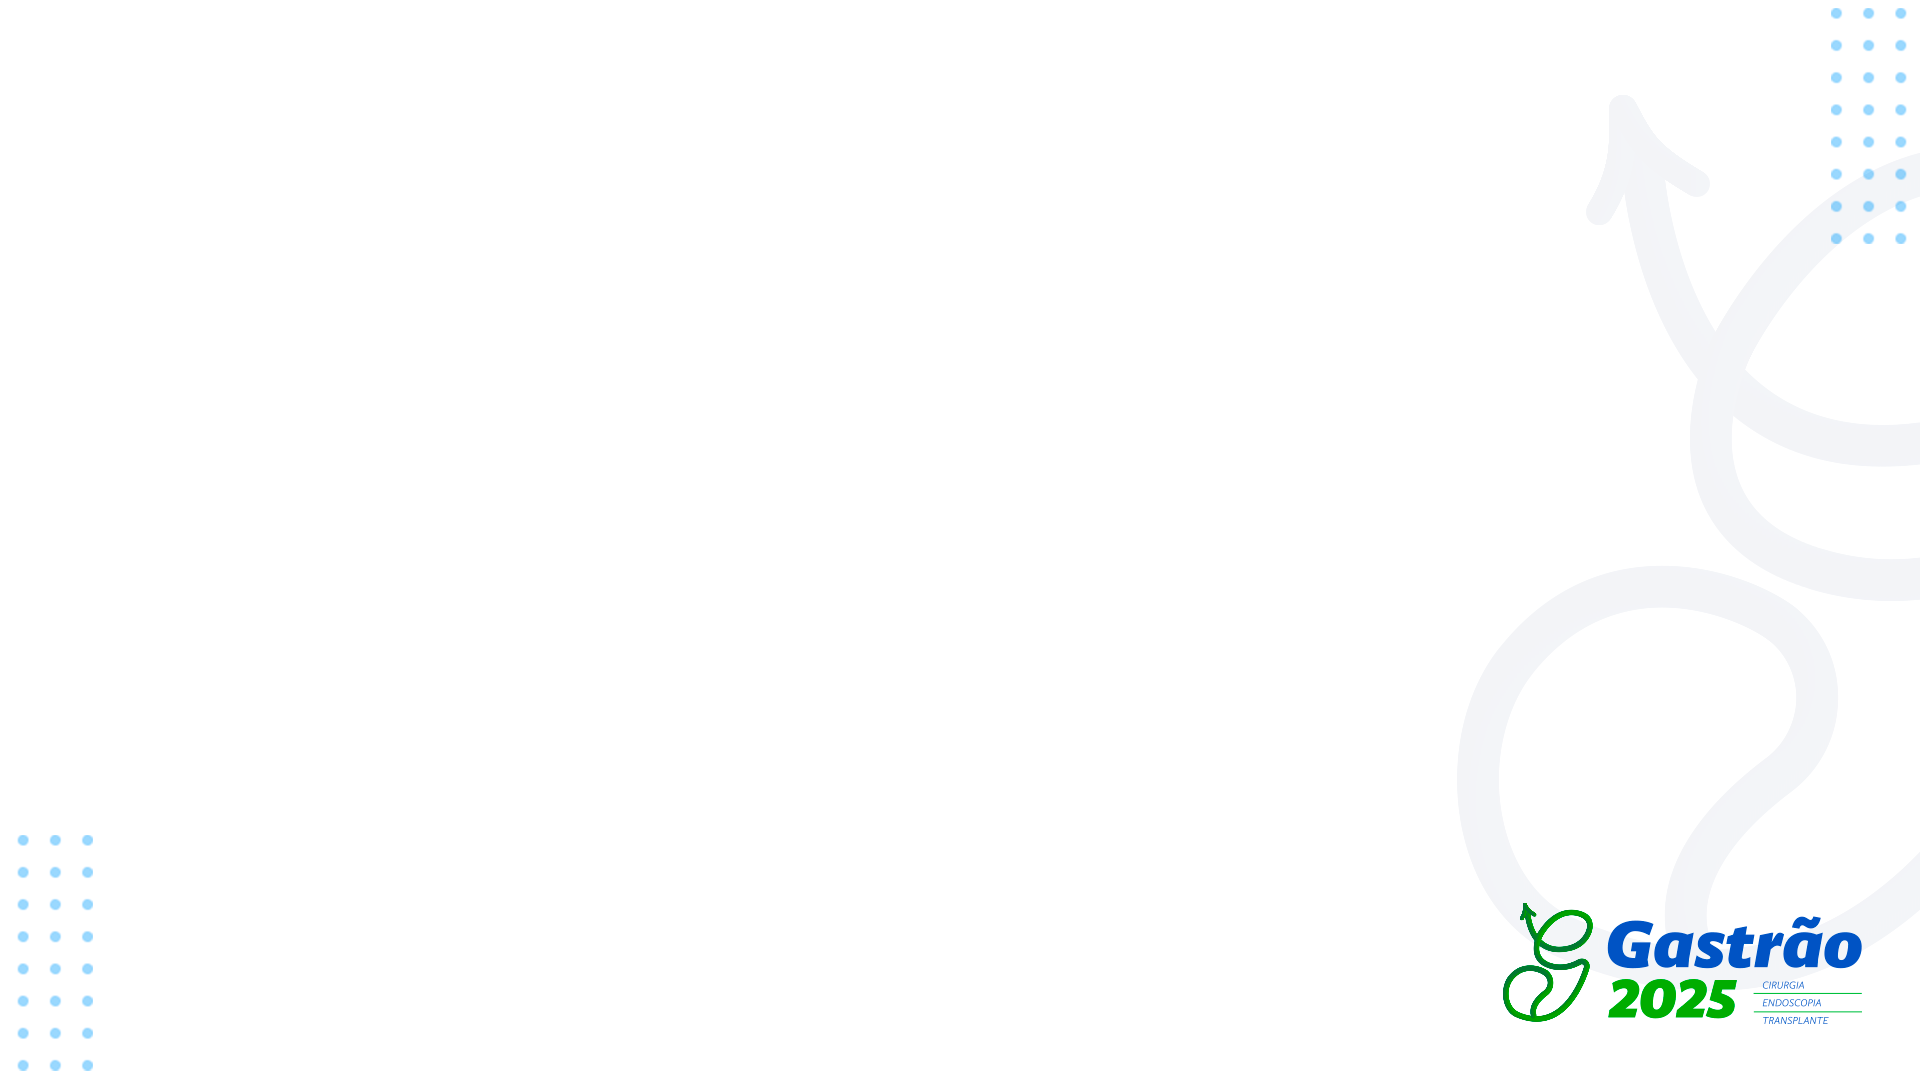 Gastrão
2025
CIRURGIA
ENDOSCOPIA
TRANSPLANTE